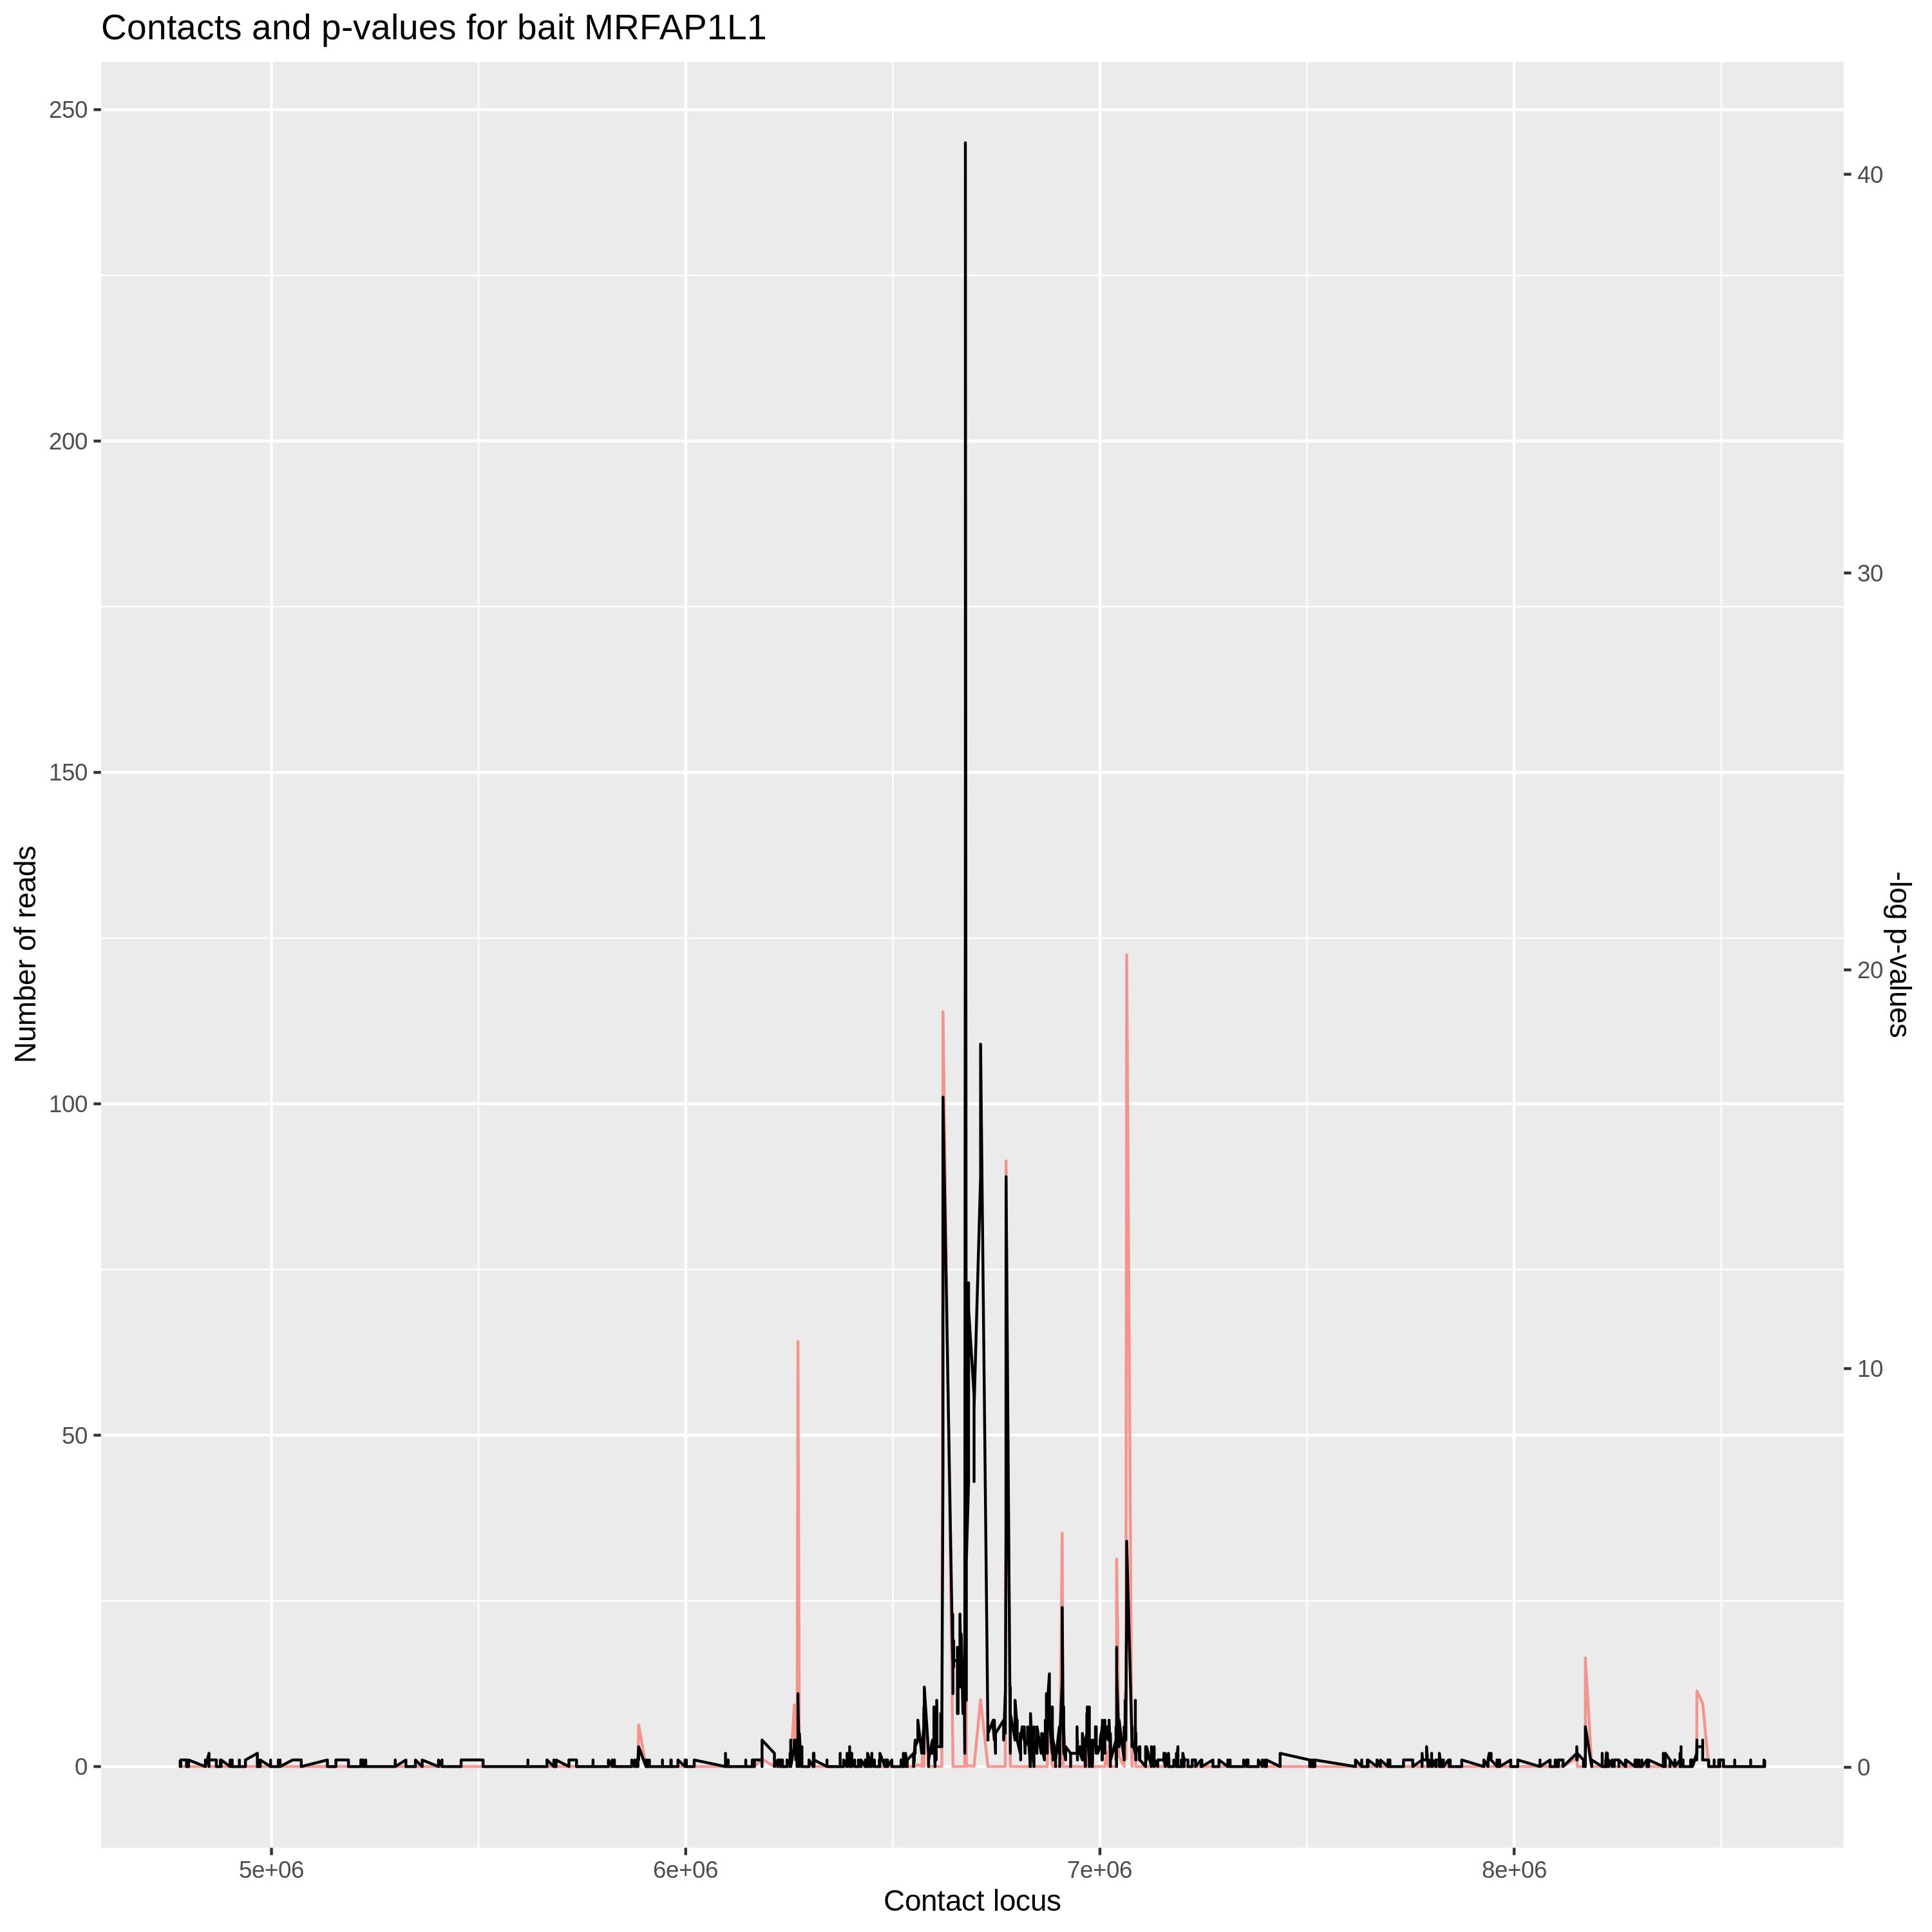 Contacts and p-values for bait MRFAP1L1
250
200
150
100
50
0
Number of reads
40
30
20
10
0
-log p-values
5e+06 6e+06 7e+06 8e+06
Contact locus